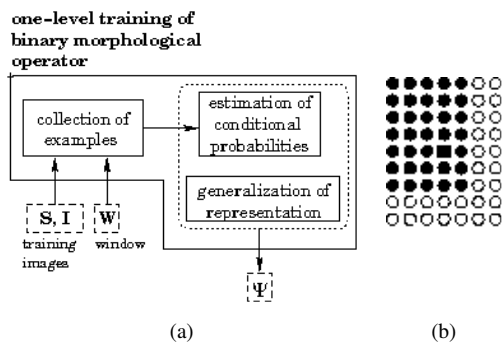 one-level training of
binary morphological
operator
collection of
examples
estimation of
conditional
probabilities
generalization of
representation
S, I
W
training
images
window
Ψ
(a)
(b)